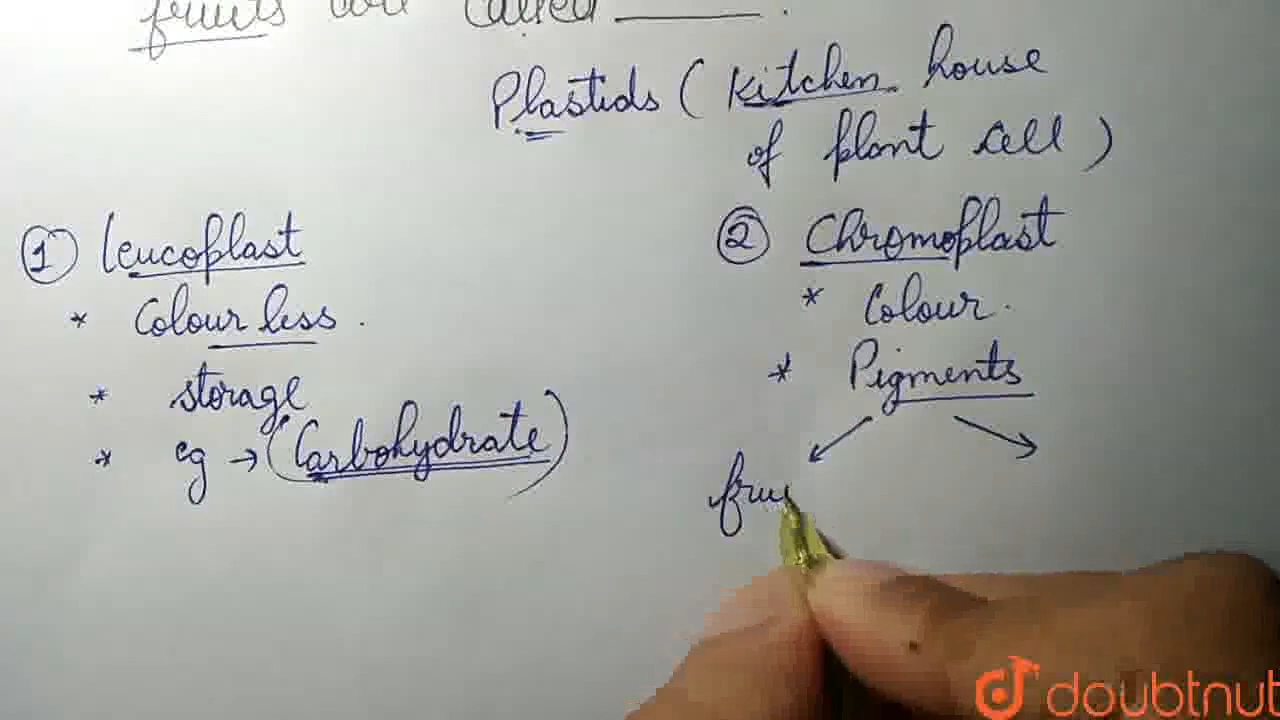 fruits are called ______.
Plastids ( Kitchen house
of plant cell )
① Leucoplast
* Colour less.
* storage
* eg → (Carbohydrate)
② Chromoplast
* Colour.
* Pigments
fru
doubtnut